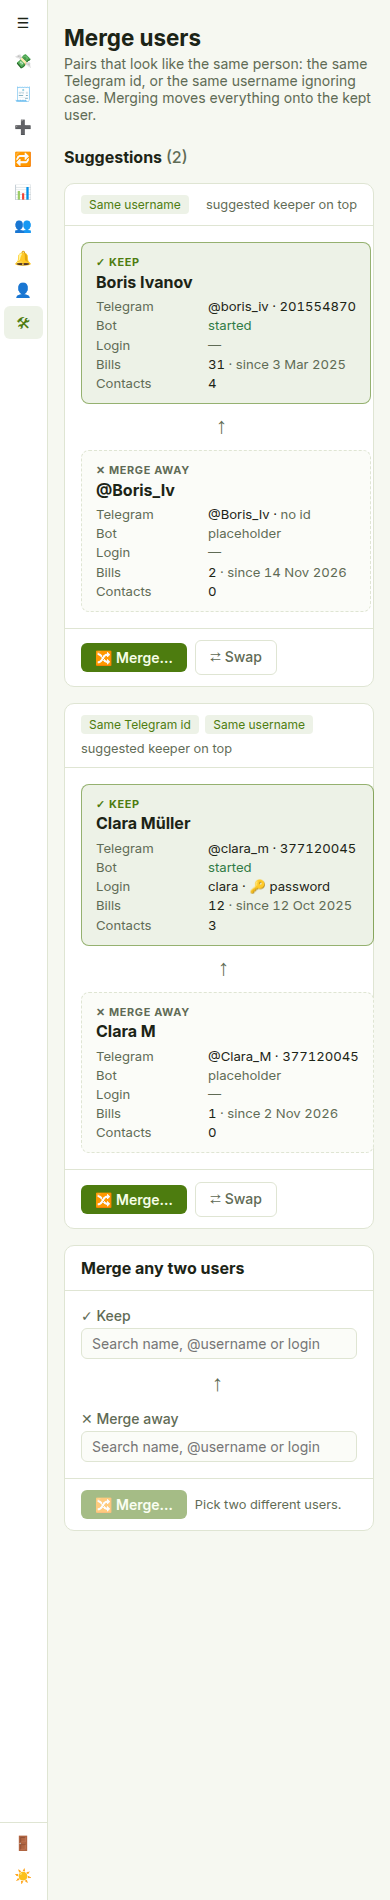 Merge users
Pairs that look like the same person: the same
Telegram id, or the same username ignoring
case. Merging moves everything onto the kept
user.
Suggestions (2)
Same username suggested keeper on top
✓ KEEP
Boris Ivanov
Telegram @boris_iv · 201554870
Bot started
Login —
Bills 31 · since 3 Mar 2025
Contacts 4
↑
✕ MERGE AWAY
@Boris_Iv
Telegram @Boris_Iv · no id
Bot placeholder
Login —
Bills 2 · since 14 Nov 2026
Contacts 0
🔀 Merge… ⇄ Swap
Same Telegram id Same username
suggested keeper on top
✓ KEEP
Clara Müller
Telegram @clara_m · 377120045
Bot started
Login clara · 🔑 password
Bills 12 · since 12 Oct 2025
Contacts 3
↑
✕ MERGE AWAY
Clara M
Telegram @Clara_M · 377120045
Bot placeholder
Login —
Bills 1 · since 2 Nov 2026
Contacts 0
🔀 Merge… ⇄ Swap
Merge any two users
✓ Keep
Search name, @username or login
↑
✕ Merge away
Search name, @username or login
🔀 Merge… Pick two different users.